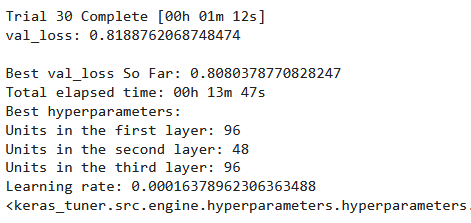 Trial 30 Complete [00h 01m 12s]
val_loss: 0.8188762068748474
Best val_loss So Far: 0.8080378770828247
Total elapsed time: 00h 13m 47s
Best hyperparameters:
Units in the first layer: 96
Units in the second layer: 48
Units in the third layer: 96
Learning rate: 0.00016378962306363488
<keras_tuner.src.engine.hyperparameters.hyperparameters.